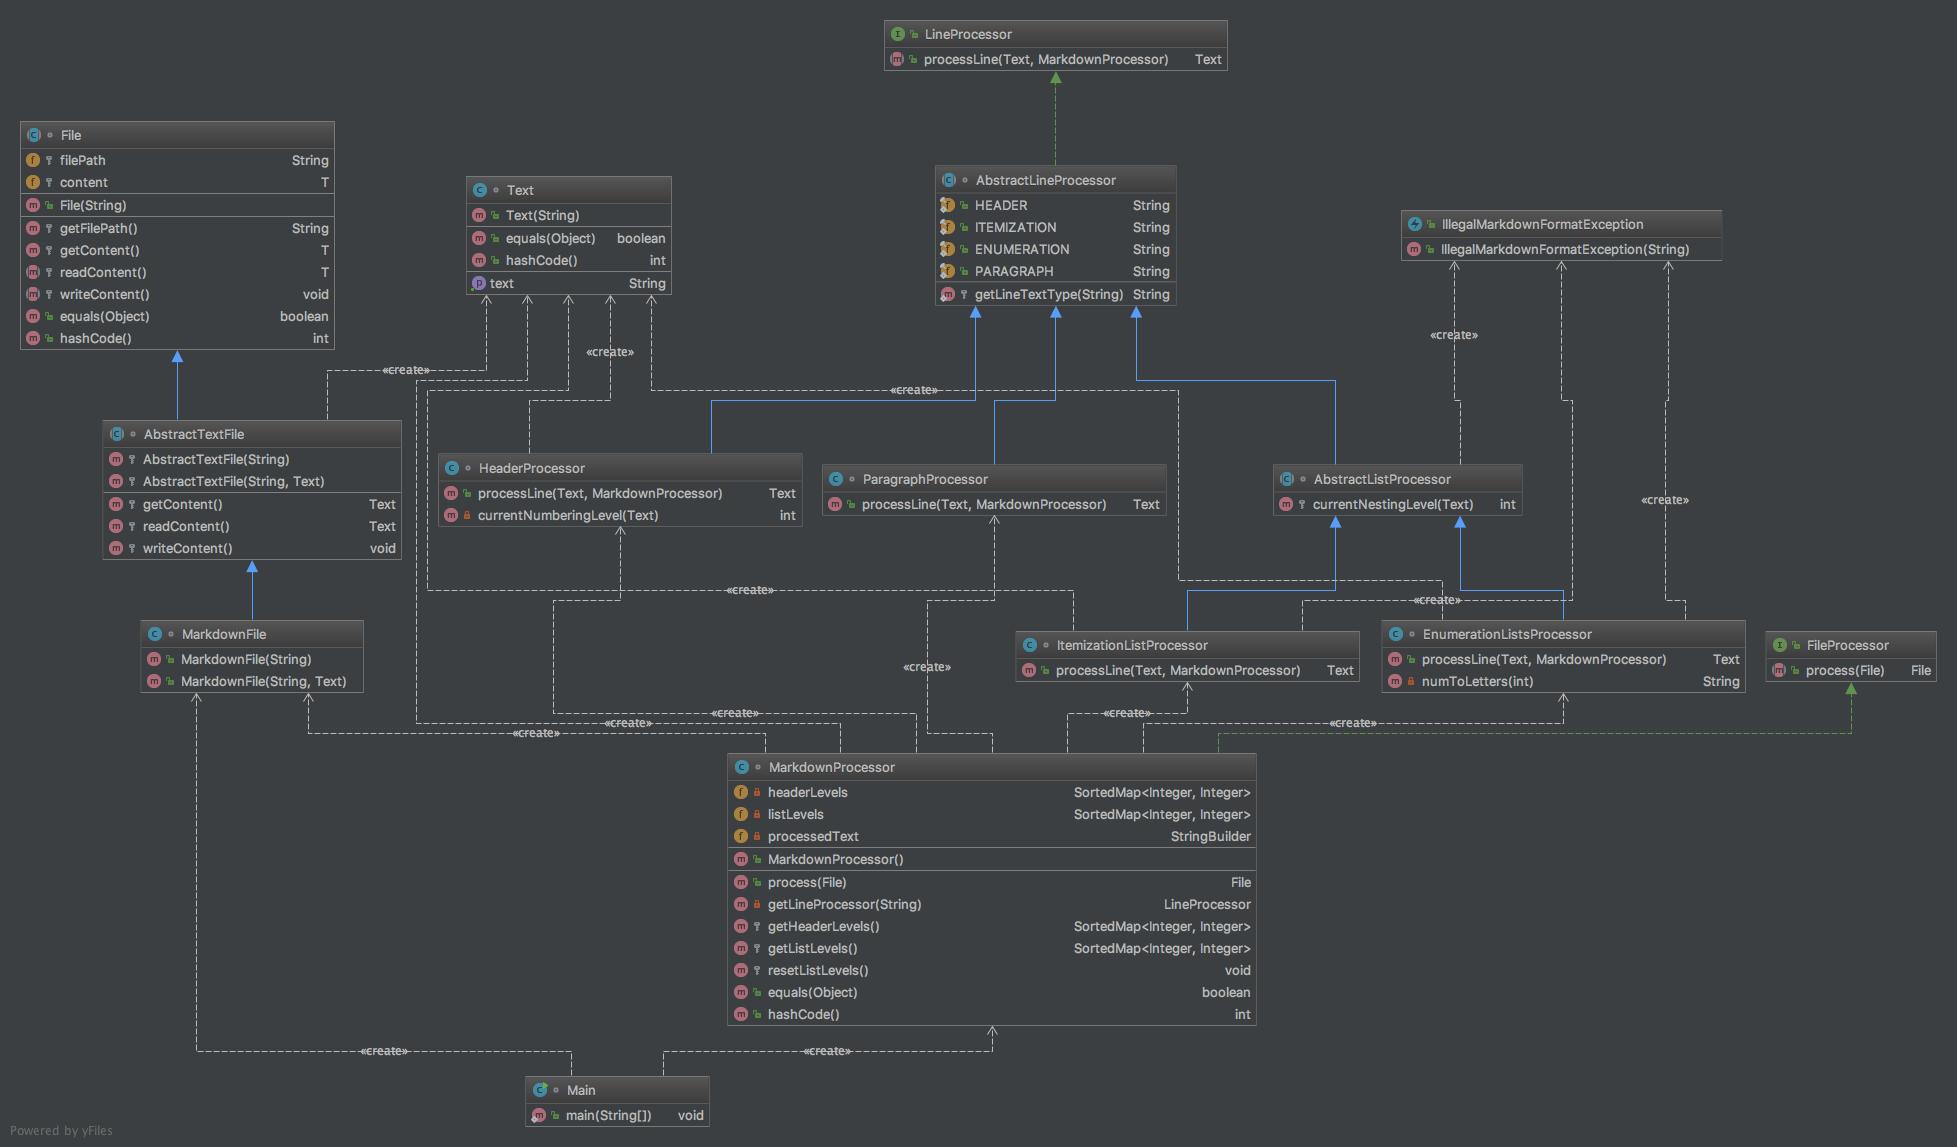 LineProcessor
processLine(Text, MarkdownProcessor) Text
File
filePath String
content T
File(String)
getFilePath() String
getContent() T
readContent() T
writeContent() void
equals(Object) boolean
hashCode() int
Text
Text(String)
equals(Object) boolean
hashCode() int
text String
AbstractLineProcessor
HEADER String
ITEMIZATION String
ENUMERATION String
PARAGRAPH String
getLineTextType(String) String
IllegalMarkdownFormatException
IllegalMarkdownFormatException(String)
«create»
«create»
«create»
«create»
AbstractTextFile
AbstractTextFile(String)
AbstractTextFile(String, Text)
getContent() Text
readContent() Text
writeContent() void
HeaderProcessor
processLine(Text, MarkdownProcessor) Text
currentNumberingLevel(Text) int
ParagraphProcessor
processLine(Text, MarkdownProcessor) Text
AbstractListProcessor
currentNestingLevel(Text) int
«create»
«create»
«create»
MarkdownFile
MarkdownFile(String)
MarkdownFile(String, Text)
«create»
ItemizationListProcessor
processLine(Text, MarkdownProcessor) Text
EnumerationListsProcessor
processLine(Text, MarkdownProcessor) Text
numToLetters(int) String
FileProcessor
process(File) File
«create»
«create»
«create»
«create»
«create»
MarkdownProcessor
headerLevels SortedMap<Integer, Integer>
listLevels SortedMap<Integer, Integer>
processedText StringBuilder
MarkdownProcessor()
process(File) File
getLineProcessor(String) LineProcessor
getHeaderLevels() SortedMap<Integer, Integer>
getListLevels() SortedMap<Integer, Integer>
resetListLevels() void
equals(Object) boolean
hashCode() int
«create»
«create»
Main
main(String[]) void
Powered by yFiles